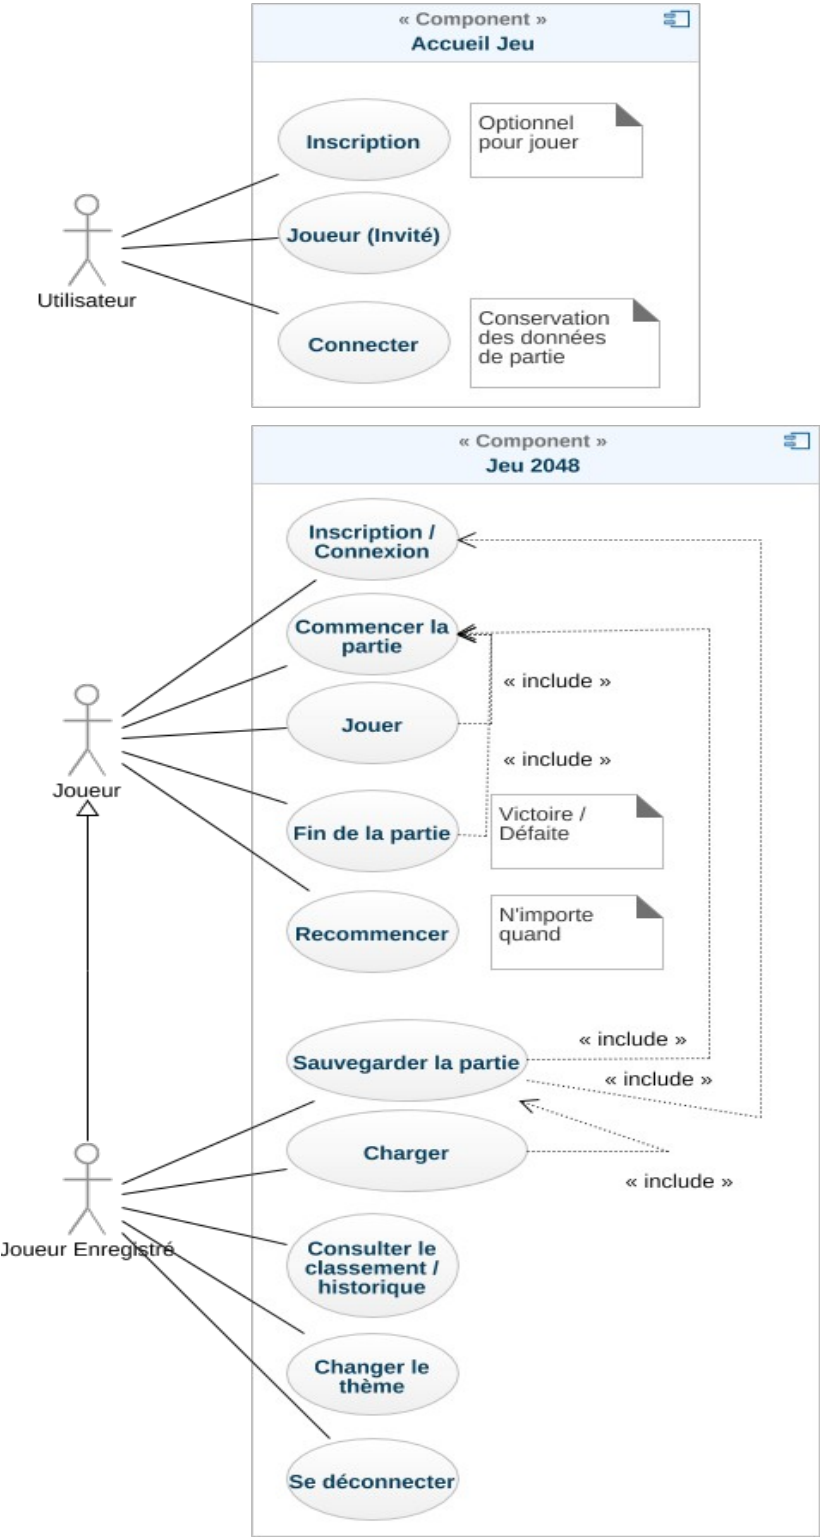 « Component »
Accueil Jeu
Inscription
Optionnel
pour jouer
Joueur (Invité)
Utilisateur
Connecter
Conservation
des données
de partie
« Component »
Jeu 2048
Inscription /
Connexion
Commencer la
partie
« include »
Jouer
« include »
Joueur
Fin de la partie
Victoire /
Défaite
Recommencer
N'importe
quand
« include »
Sauvegarder la partie
« include »
Charger
« include »
Joueur Enregistré
Consulter le
classement /
historique
Changer le
thème
Se déconnecter